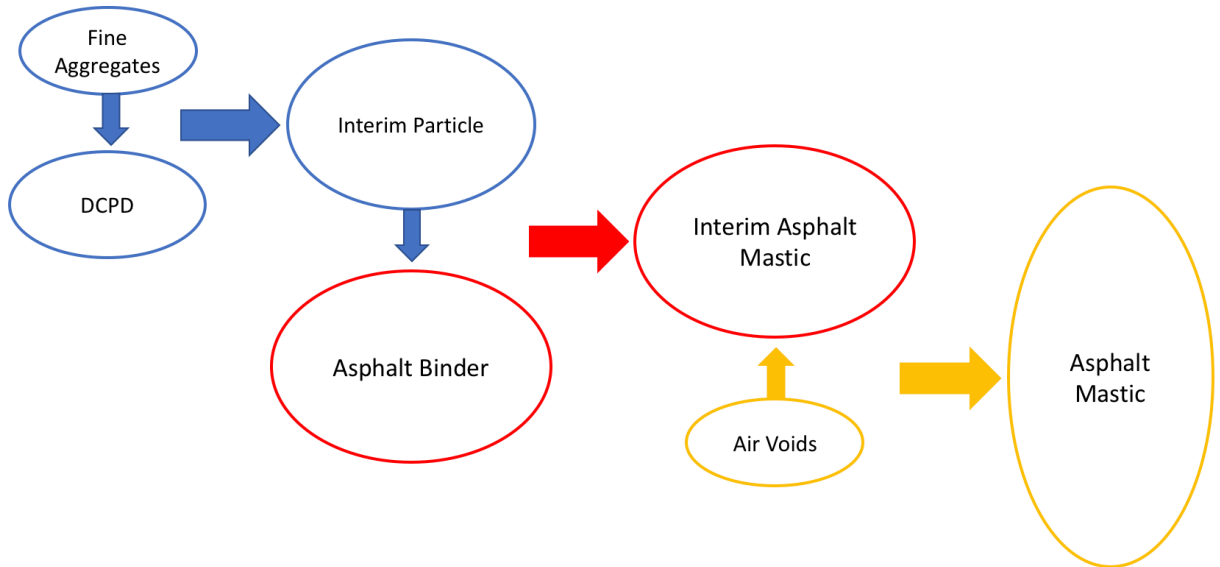 Fine
Aggregates
DCPD
Interim Particle
Asphalt Binder
Interim Asphalt
Mastic
Air Voids
Asphalt
Mastic